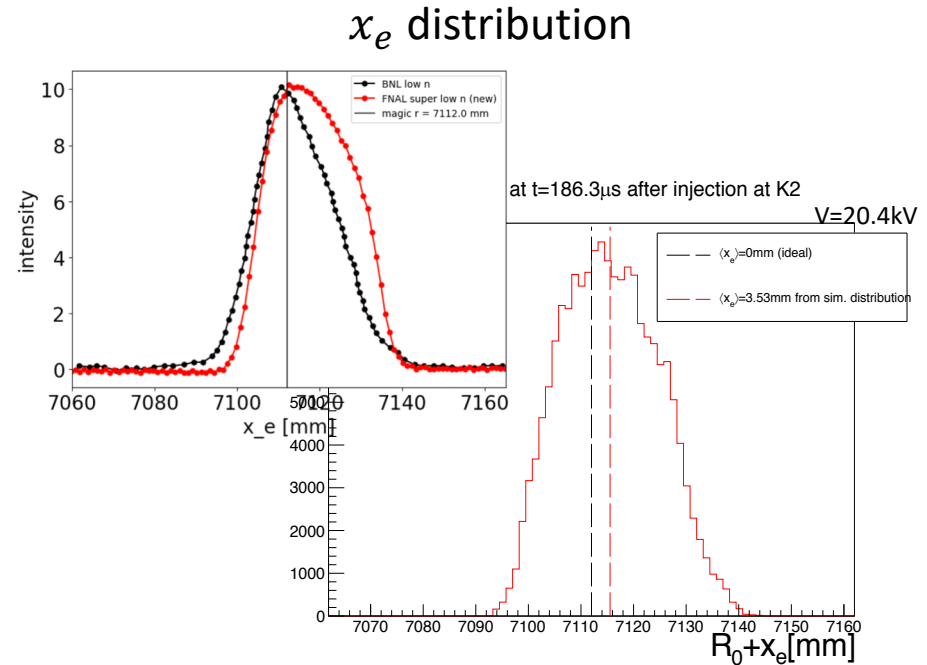 x_e distribution
BNL low n
FNAL super low n (new)
magic r = 7112.0 mm
10
8
6
4
2
0
intensity
7060 7080 7100 7120 7140 7160
x_e [mm]
at t=186.3μs after injection at K2
V=20.4kV
⟨x_e⟩=0mm (ideal)
⟨x_e⟩=3.53mm from sim. distribution
4000
3000
2000
1000
0
7070 7080 7090 7100 7110 7120 7130 7140 7150 7160
R_0+x_e[mm]